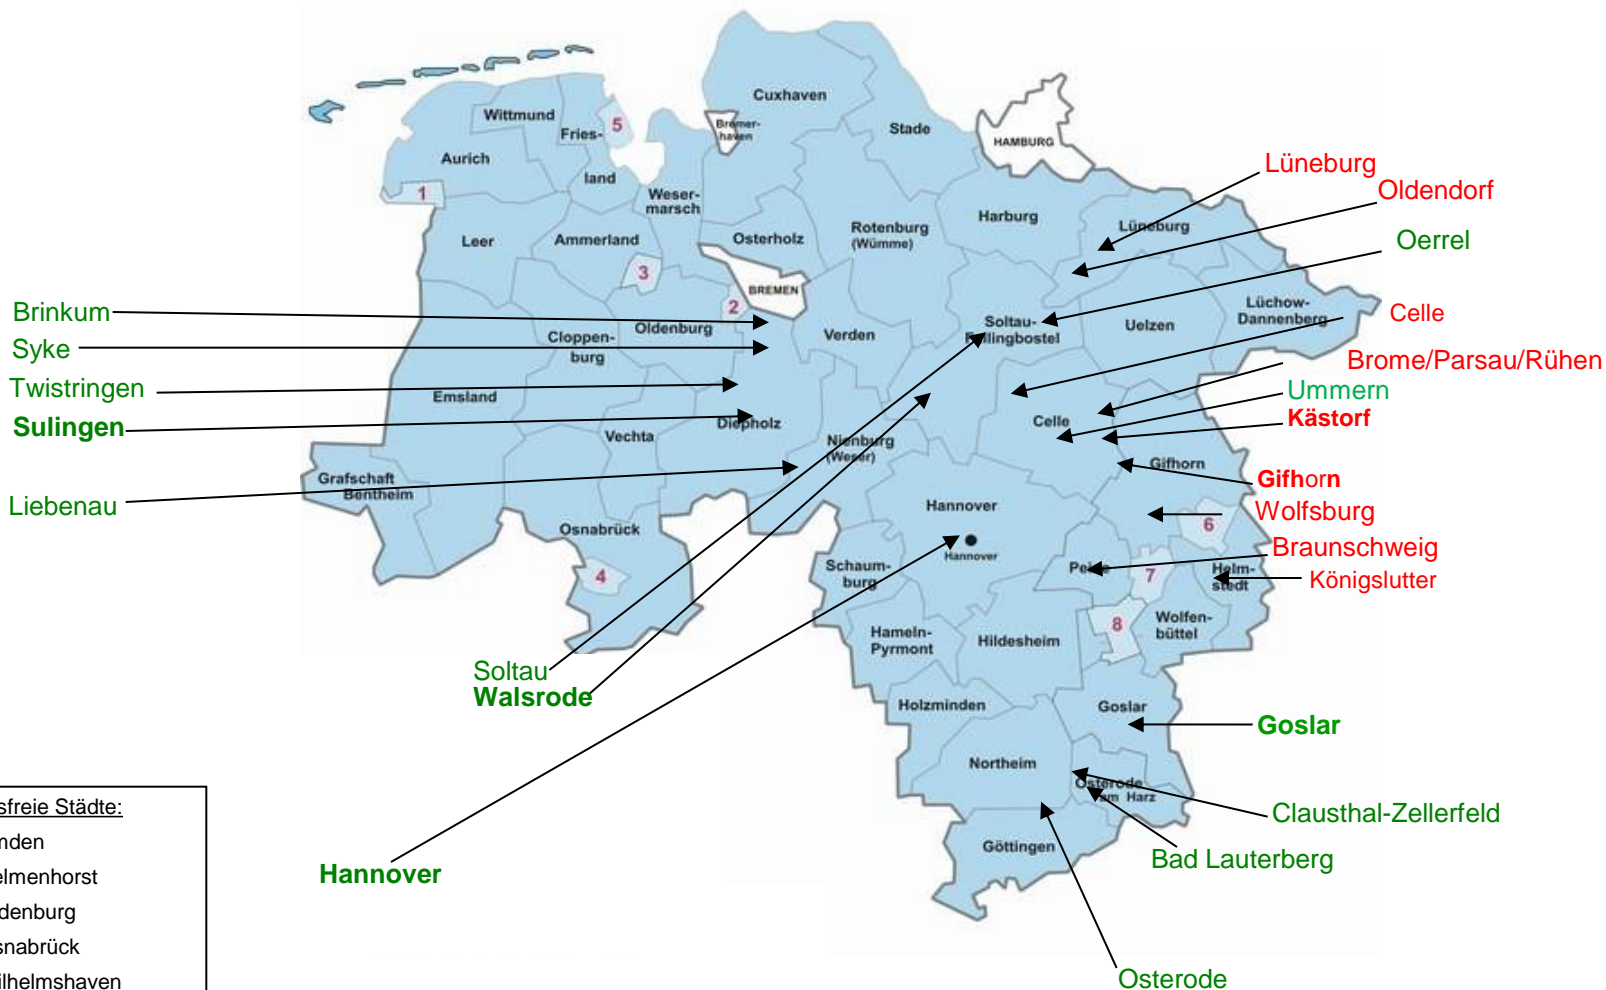 Cuxhaven
Wittmund
Bremer-
haven
5
Fries-
Stade
HAMBURG
Aurich
land
Lüneburg
1
Weser-
marsch
Oldendorf
Harburg
Lüneburg
Rotenburg
(Wümme)
Leer
Ammerland
Osterholz
Oerrel
3
BREMEN
2
Brinkum
Lüchow-
Dannenberg
Celle
Oldenburg
Verden
Soltau-
Fallingbostel
Uelzen
Cloppen-
burg
Syke
Brome/Parsau/Rühen
Twistringen
Ummern
Emsland
Kästorf
Sulingen
Diepholz
Celle
Vechta
Nienburg
(Weser)
Gifhorn
Grafschaft
Bentheim
Gifhorn
Liebenau
Hannover
Wolfsburg
Osnabrück
6
Hannover
Braunschweig
Schaum-
burg
Peine
4
7
Helm-
stedt
Königslutter
8
Wolfen-
büttel
Hameln-
Pyrmont
Hildesheim
Soltau
Walsrode
Holzminden
Goslar
Goslar
Northeim
Osterode
am Harz
sfreie Städte:
Clausthal-Zellerfeld
mden
Göttingen
Bad Lauterberg
elmenhorst
Hannover
denburg
snabrück
ilhelmshaven
Osterode